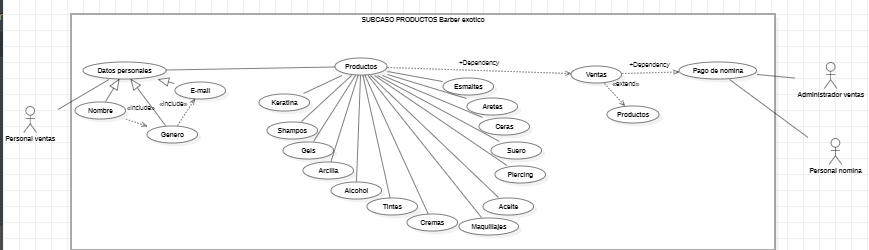 SUBCASO PRODUCTOS Barber exotico
Datos personales
Productos
+Dependency
Ventas
+Dependency
Pago de nomina
E-mail
«include»
«include»
Nombre
Genero
Personal ventas
Keratina
Shampos
Gels
Arcilla
Alcohol
Tintes
Cremas
Maquillajes
Aceite
Piercing
Suero
Ceras
Aretes
Esmaltes
«extend»
Productos
Administrador ventas
Personal nomina